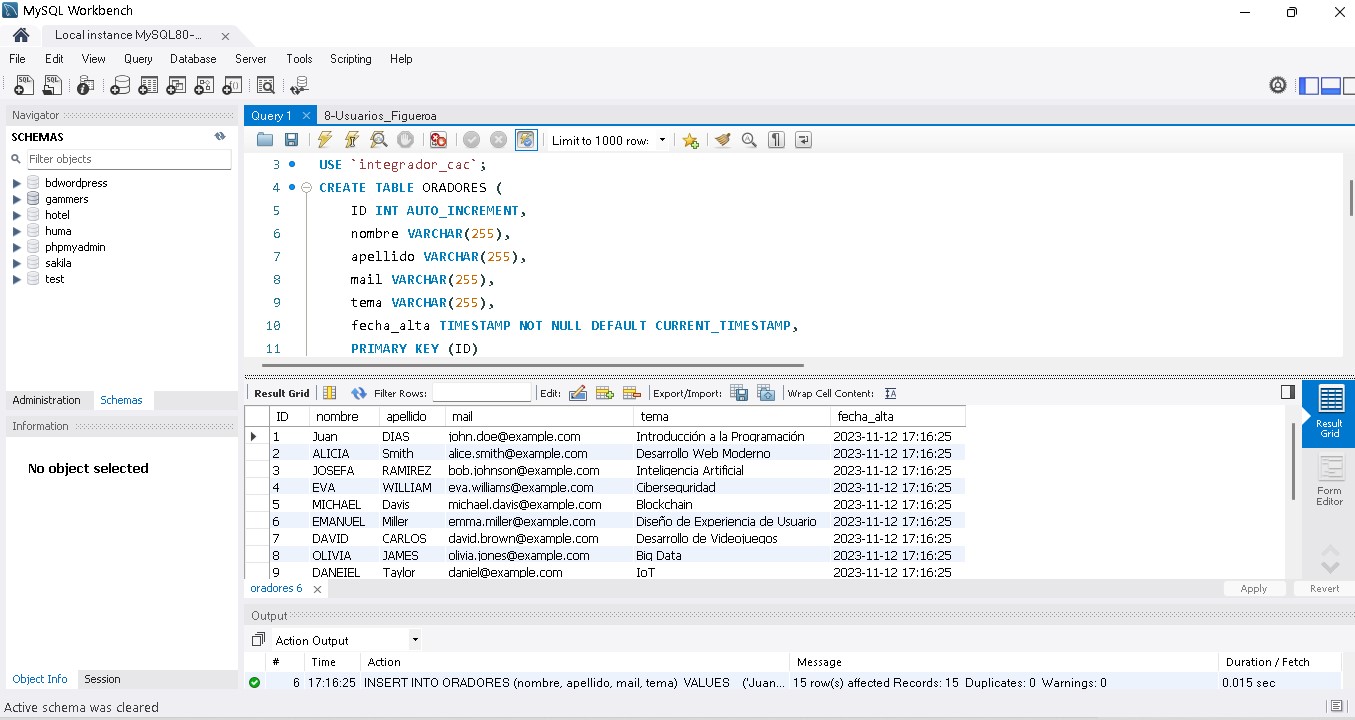 MySQL Workbench
Local instance MySQL80-...
File Edit View Query Database Server Tools Scripting Help
Navigator
SCHEMAS
Filter objects
bdwordpress
gammers
hotel
huma
phpmyadmin
sakila
test
Administration Schemas
Information
No object selected
Object Info Session
Query 1 8-Usuarios_Figueroa
Limit to 1000 row:
3 USE `integrador_cac`;
4 CREATE TABLE ORADORES (
5 ID INT AUTO_INCREMENT,
6 nombre VARCHAR(255),
7 apellido VARCHAR(255),
8 mail VARCHAR(255),
9 tema VARCHAR(255),
10 fecha_alta TIMESTAMP NOT NULL DEFAULT CURRENT_TIMESTAMP,
11 PRIMARY KEY (ID)
Result Grid Filter Rows: Edit: Export/Import: Wrap Cell Content:
ID nombre apellido mail tema fecha_alta
1 Juan DIAS john.doe@example.com Introducción a la Programación 2023-11-12 17:16:25
2 ALICIA Smith alice.smith@example.com Desarrollo Web Moderno 2023-11-12 17:16:25
3 JOSEFA RAMIREZ bob.johnson@example.com Inteligencia Artificial 2023-11-12 17:16:25
4 EVA WILLIAM eva.williams@example.com Ciberseguridad 2023-11-12 17:16:25
5 MICHAEL Davis michael.davis@example.com Blockchain 2023-11-12 17:16:25
6 EMANUEL Miller emma.miller@example.com Diseño de Experiencia de Usuario 2023-11-12 17:16:25
7 DAVID CARLOS david.brown@example.com Desarrollo de Videojuegos 2023-11-12 17:16:25
8 OLIVIA JAMES olivia.jones@example.com Big Data 2023-11-12 17:16:25
9 DANEIEL Taylor daniel@example.com IoT 2023-11-12 17:16:25
Result
Grid
Form
Editor
oradores 6 Apply Revert
Output
Action Output
# Time Action Message Duration / Fetch
6 17:16:25 INSERT INTO ORADORES (nombre, apellido, mail, tema) VALUES ('Juan... 15 row(s) affected Records: 15 Duplicates: 0 Warnings: 0 0.015 sec
Active schema was cleared